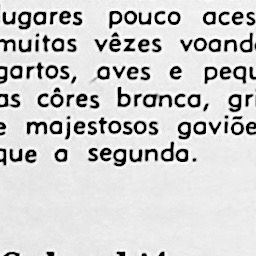 lugares pouco aces
muitas vêzes voand
gartos, aves e pequ
as côres branca, gri
e majestosos gaviõe
que a segunda.